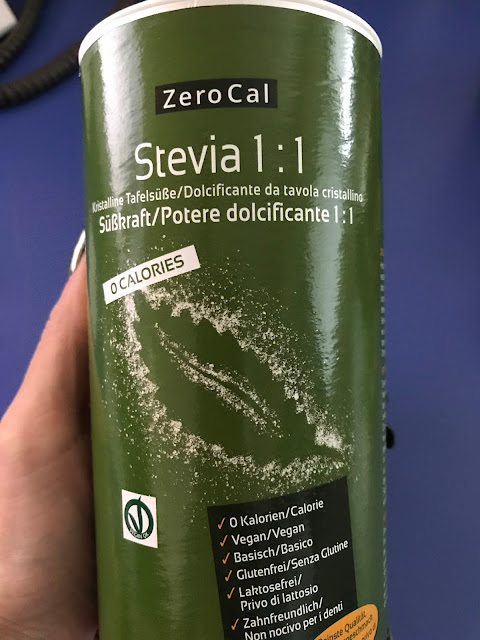 ZeroCal
Stevia 1:1
Kristalline Tafelsüße/Dolcificante da tavola cristallino
Süßkraft/Potere dolcificante 1:1
0 CALORIES
✓ 0 Kalorien/Calorie
✓ Vegan/Vegan
✓ Basisch/Basico
✓ Glutenfrei/Senza Glutine
✓ Laktosefrei/
Privo di lattosio
✓ Zahnfreundlich/
Non nocivo per i denti
Qualität